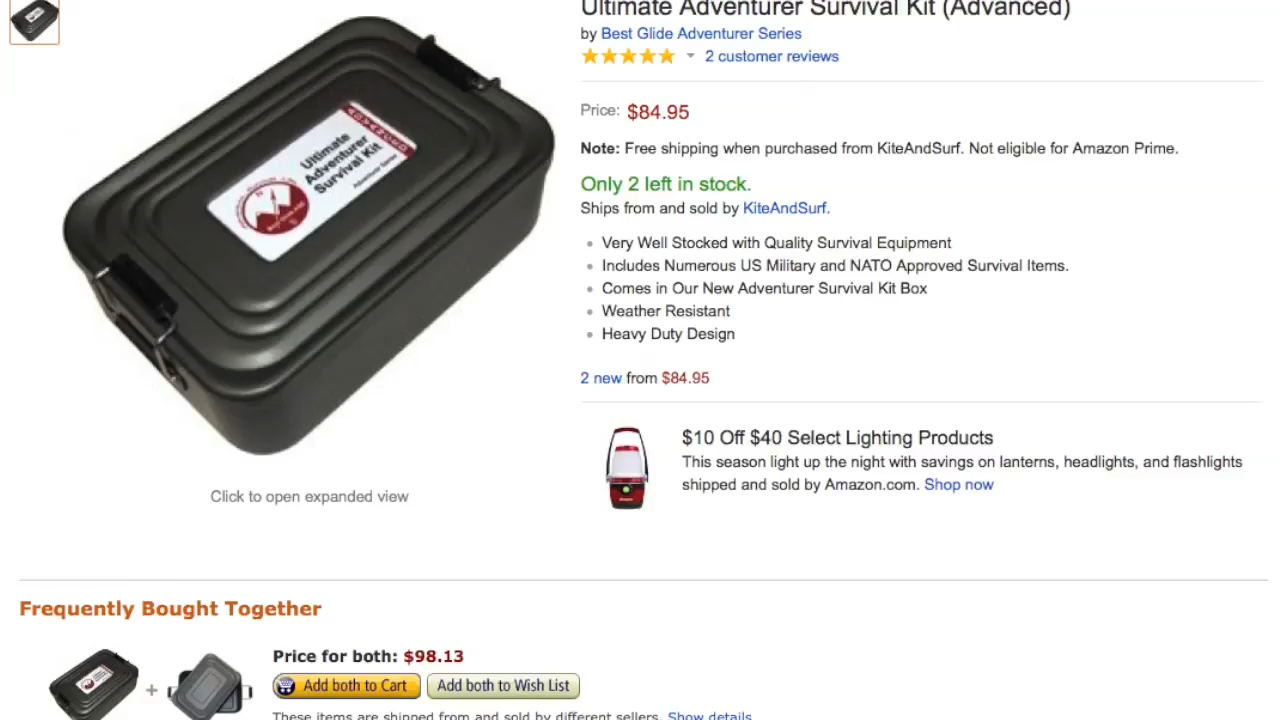 Ultimate Adventurer Survival Kit (Advanced)
by Best Glide Adventurer Series
2 customer reviews
Price: $84.95
Note: Free shipping when purchased from KiteAndSurf. Not eligible for Amazon Prime.
Only 2 left in stock.
Ships from and sold by KiteAndSurf.
Very Well Stocked with Quality Survival Equipment
Includes Numerous US Military and NATO Approved Survival Items.
Comes in Our New Adventurer Survival Kit Box
Weather Resistant
Heavy Duty Design
2 new from $84.95
$10 Off $40 Select Lighting Products
This season light up the night with savings on lanterns, headlights, and flashlights
shipped and sold by Amazon.com. Shop now
ADVANCED
Ultimate
Adventurer
Survival Kit
Adventurer Series
Click to open expanded view
Frequently Bought Together
Price for both: $98.13
Add both to Cart
Add both to Wish List
These items are shipped from and sold by different sellers. Show details